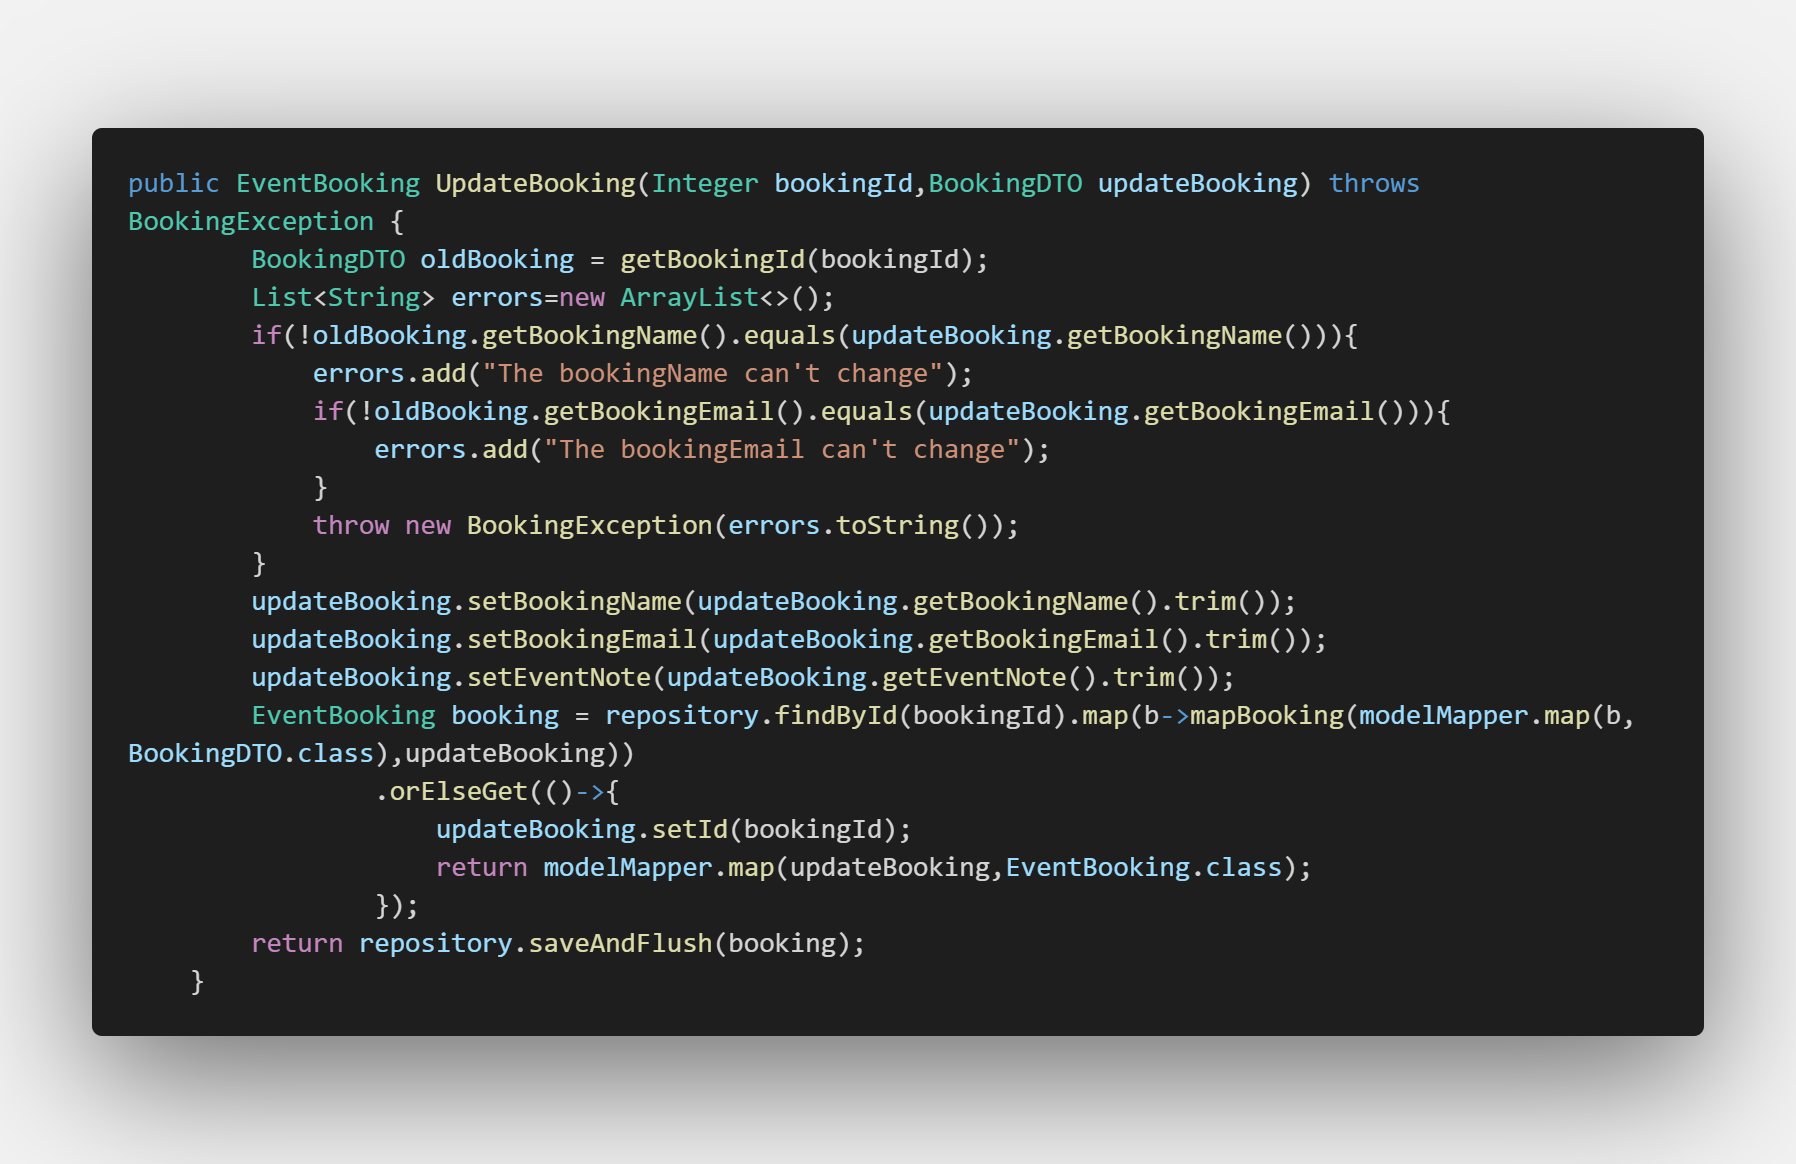 public EventBooking UpdateBooking(Integer bookingId,BookingDTO updateBooking) throws
BookingException {
        BookingDTO oldBooking = getBookingId(bookingId);
        List<String> errors=new ArrayList<>();
        if(!oldBooking.getBookingName().equals(updateBooking.getBookingName())){
            errors.add("The bookingName can't change");
            if(!oldBooking.getBookingEmail().equals(updateBooking.getBookingEmail())){
                errors.add("The bookingEmail can't change");
            }
            throw new BookingException(errors.toString());
        }
        updateBooking.setBookingName(updateBooking.getBookingName().trim());
        updateBooking.setBookingEmail(updateBooking.getBookingEmail().trim());
        updateBooking.setEventNote(updateBooking.getEventNote().trim());
        EventBooking booking = repository.findById(bookingId).map(b->mapBooking(modelMapper.map(b,
BookingDTO.class),updateBooking))
                .orElseGet(()->{
                    updateBooking.setId(bookingId);
                    return modelMapper.map(updateBooking,EventBooking.class);
                });
        return repository.saveAndFlush(booking);
    }